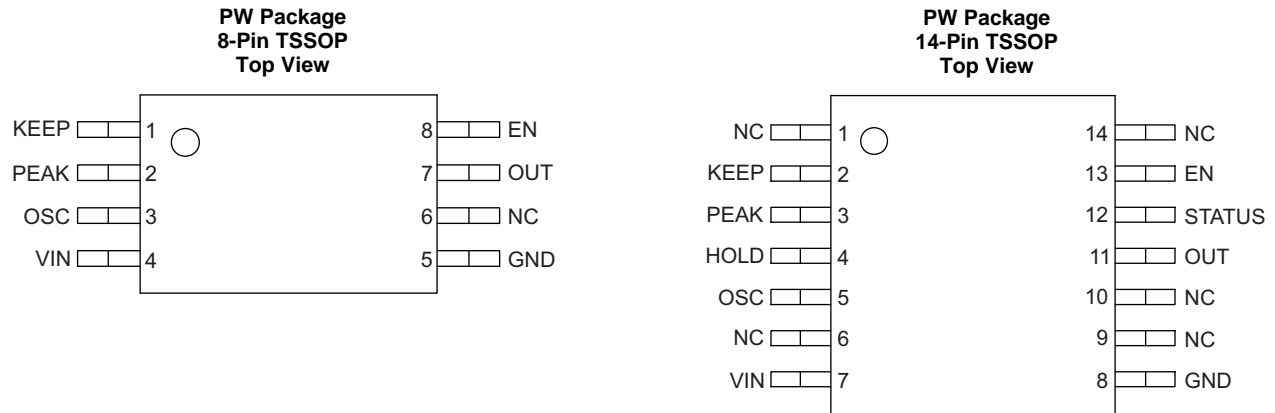 PW Package
8-Pin TSSOP
Top View
KEEP 1 8 EN
PEAK 2 7 OUT
OSC 3 6 NC
VIN 4 5 GND
PW Package
14-Pin TSSOP
Top View
NC 1 14 NC
KEEP 2 13 EN
PEAK 3 12 STATUS
HOLD 4 11 OUT
OSC 5 10 NC
NC 6 9 NC
VIN 7 8 GND